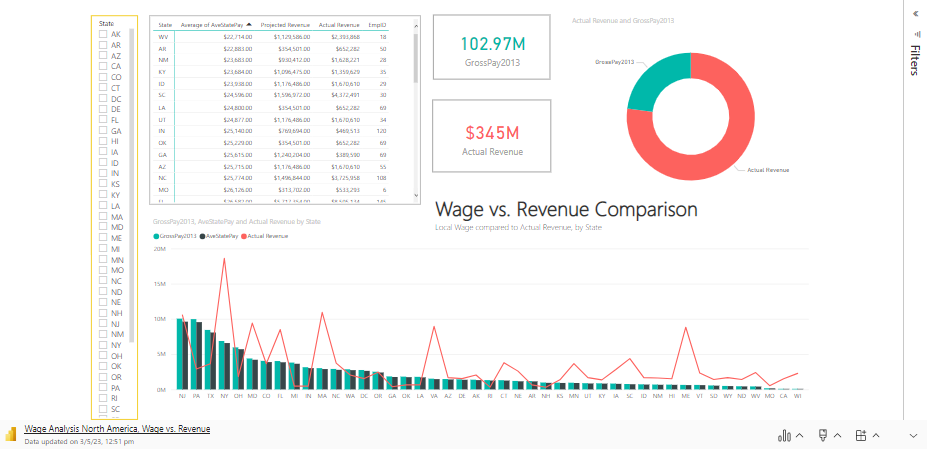 State
AK
AR
AZ
CA
CO
CT
DC
DE
FL
GA
HI
IA
ID
IN
KS
KY
LA
MA
MD
ME
MI
MN
MO
NC
ND
NE
NH
NJ
NM
NY
OH
OK
OR
PA
RI
SC
State Average of AveStatePay Projected Revenue Actual Revenue EmpID
WV $22,714.00 $1,129,586.00 $2,393,868 18
AR $22,883.00 $354,501.00 $652,282 50
NM $23,683.00 $930,412.00 $1,628,221 28
KY $23,684.00 $1,096,475.00 $1,359,629 35
ID $23,938.00 $1,176,486.00 $1,670,610 29
SC $24,596.00 $1,596,972.00 $4,372,491 30
LA $24,800.00 $354,501.00 $652,282 69
UT $24,877.00 $1,176,486.00 $1,670,610 34
IN $25,140.00 $769,694.00 $469,513 120
OK $25,229.00 $354,501.00 $652,282 69
GA $25,615.00 $1,240,204.00 $389,590 69
AZ $25,715.00 $1,176,486.00 $1,670,610 55
NC $25,774.00 $1,496,844.00 $3,725,958 108
MO $26,126.00 $313,702.00 $533,293 6
102.97M
GrossPay2013
$345M
Actual Revenue
Actual Revenue and GrossPay2013
GrossPay2013
Actual Revenue
Filters
Wage vs. Revenue Comparison
Local Wage compared to Actual Revenue, by State
GrossPay2013, AveStatePay and Actual Revenue by State
GrossPay2013 AveStatePay Actual Revenue
20M
15M
10M
5M
0M
NJ PA TX NY OH MD CO FL MI IN MA NC WA DC OR GA OK LA VA AZ DE AK RI CT NE AR NH KS MN UT KY IA SC ID NM HI ME VT SD WY ND WV MO CA WI
Wage Analysis North America, Wage vs. Revenue
Data updated on 3/5/23, 12:51 pm